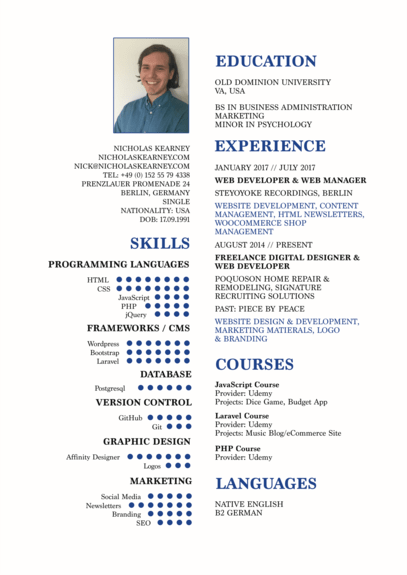 NICHOLAS KEARNEY
NICHOLASKEARNEY.COM
NICK@NICHOLASKEARNEY.COM
TEL: +49 (0) 152 55 79 4338
PRENZLAUER PROMENADE 24
BERLIN, GERMANY
SINGLE
NATIONALITY: USA
DOB: 17.09.1991
SKILLS
PROGRAMMING LANGUAGES
HTML
CSS
JavaScript
PHP
jQuery
FRAMEWORKS / CMS
Wordpress
Bootstrap
Laravel
DATABASE
Postgresql
VERSION CONTROL
GitHub
Git
GRAPHIC DESIGN
Affinity Designer
Logos
MARKETING
Social Media
Newsletters
Branding
SEO
EDUCATION
OLD DOMINION UNIVERSITY
VA, USA
BS IN BUSINESS ADMINISTRATION
MARKETING
MINOR IN PSYCHOLOGY
EXPERIENCE
JANUARY 2017 // JULY 2017
WEB DEVELOPER & WEB MANAGER
STEYOYOKE RECORDINGS, BERLIN
WEBSITE DEVELOPMENT, CONTENT
MANAGEMENT, HTML NEWSLETTERS,
WOOCOMMERCE SHOP
MANAGEMENT
AUGUST 2014 // PRESENT
FREELANCE DIGITAL DESIGNER &
WEB DEVELOPER
POQUOSON HOME REPAIR &
REMODELING, SIGNATURE
RECRUITING SOLUTIONS
PAST: PIECE BY PEACE
WEBSITE DESIGN & DEVELOPMENT,
MARKETING MATIERALS, LOGO
& BRANDING
COURSES
JavaScript Course
Provider: Udemy
Projects: Dice Game, Budget App
Laravel Course
Provider: Udemy
Projects: Music Blog/eCommerce Site
PHP Course
Provider: Udemy
LANGUAGES
NATIVE ENGLISH
B2 GERMAN